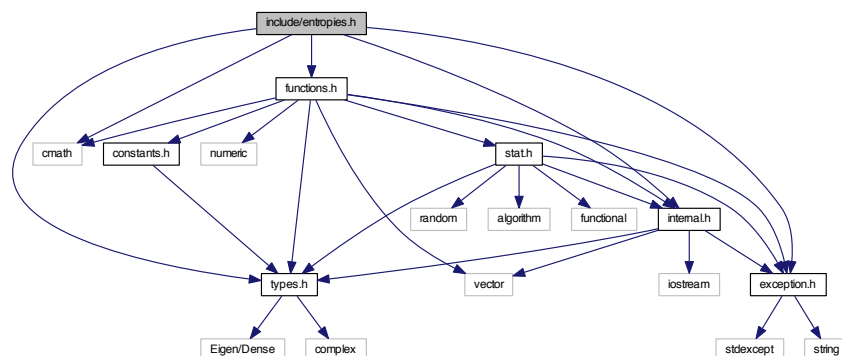 include/entropies.h
functions.h
cmath
constants.h
numeric
stat.h
random
algorithm
functional
internal.h
types.h
vector
iostream
exception.h
Eigen/Dense
complex
stdexcept
string